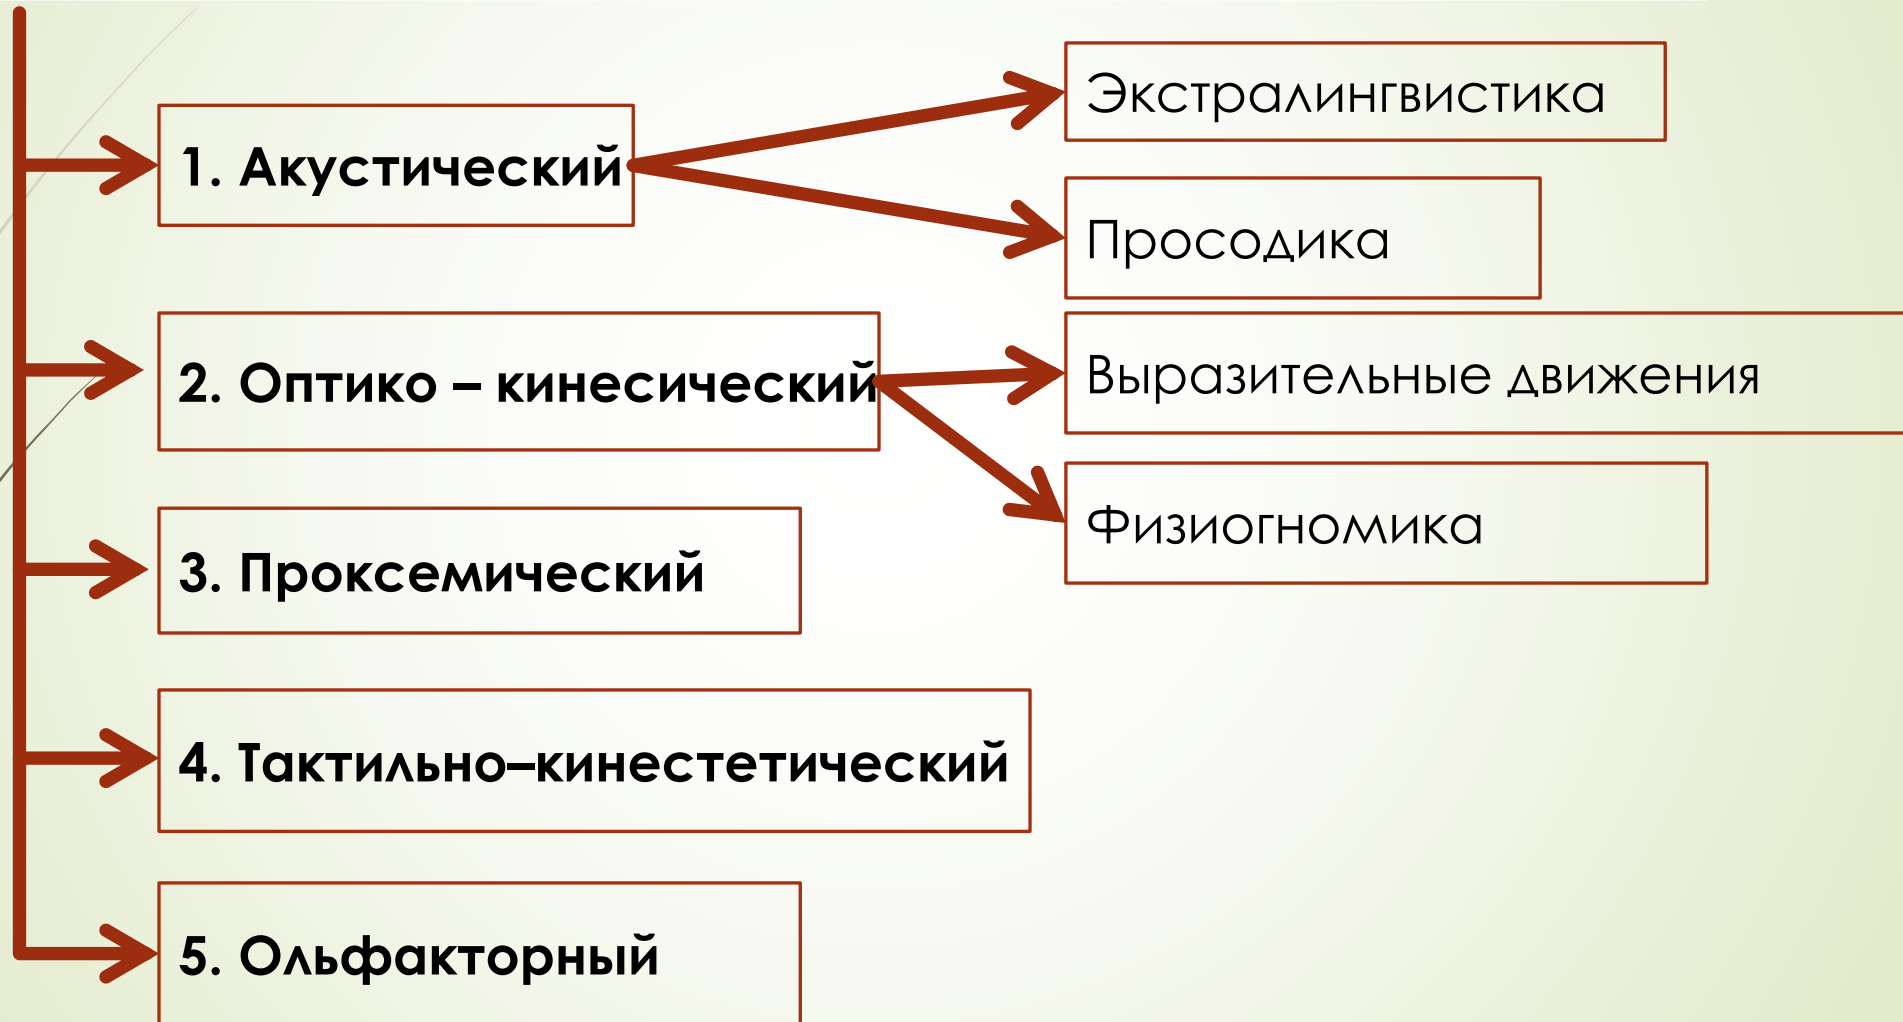 1. Акустический
Экстралингвистика
Просодика
2. Оптико – кинесический
Выразительные движения
Физиогномика
3. Проксемический
4. Тактильно–кинестетический
5. Ольфакторный